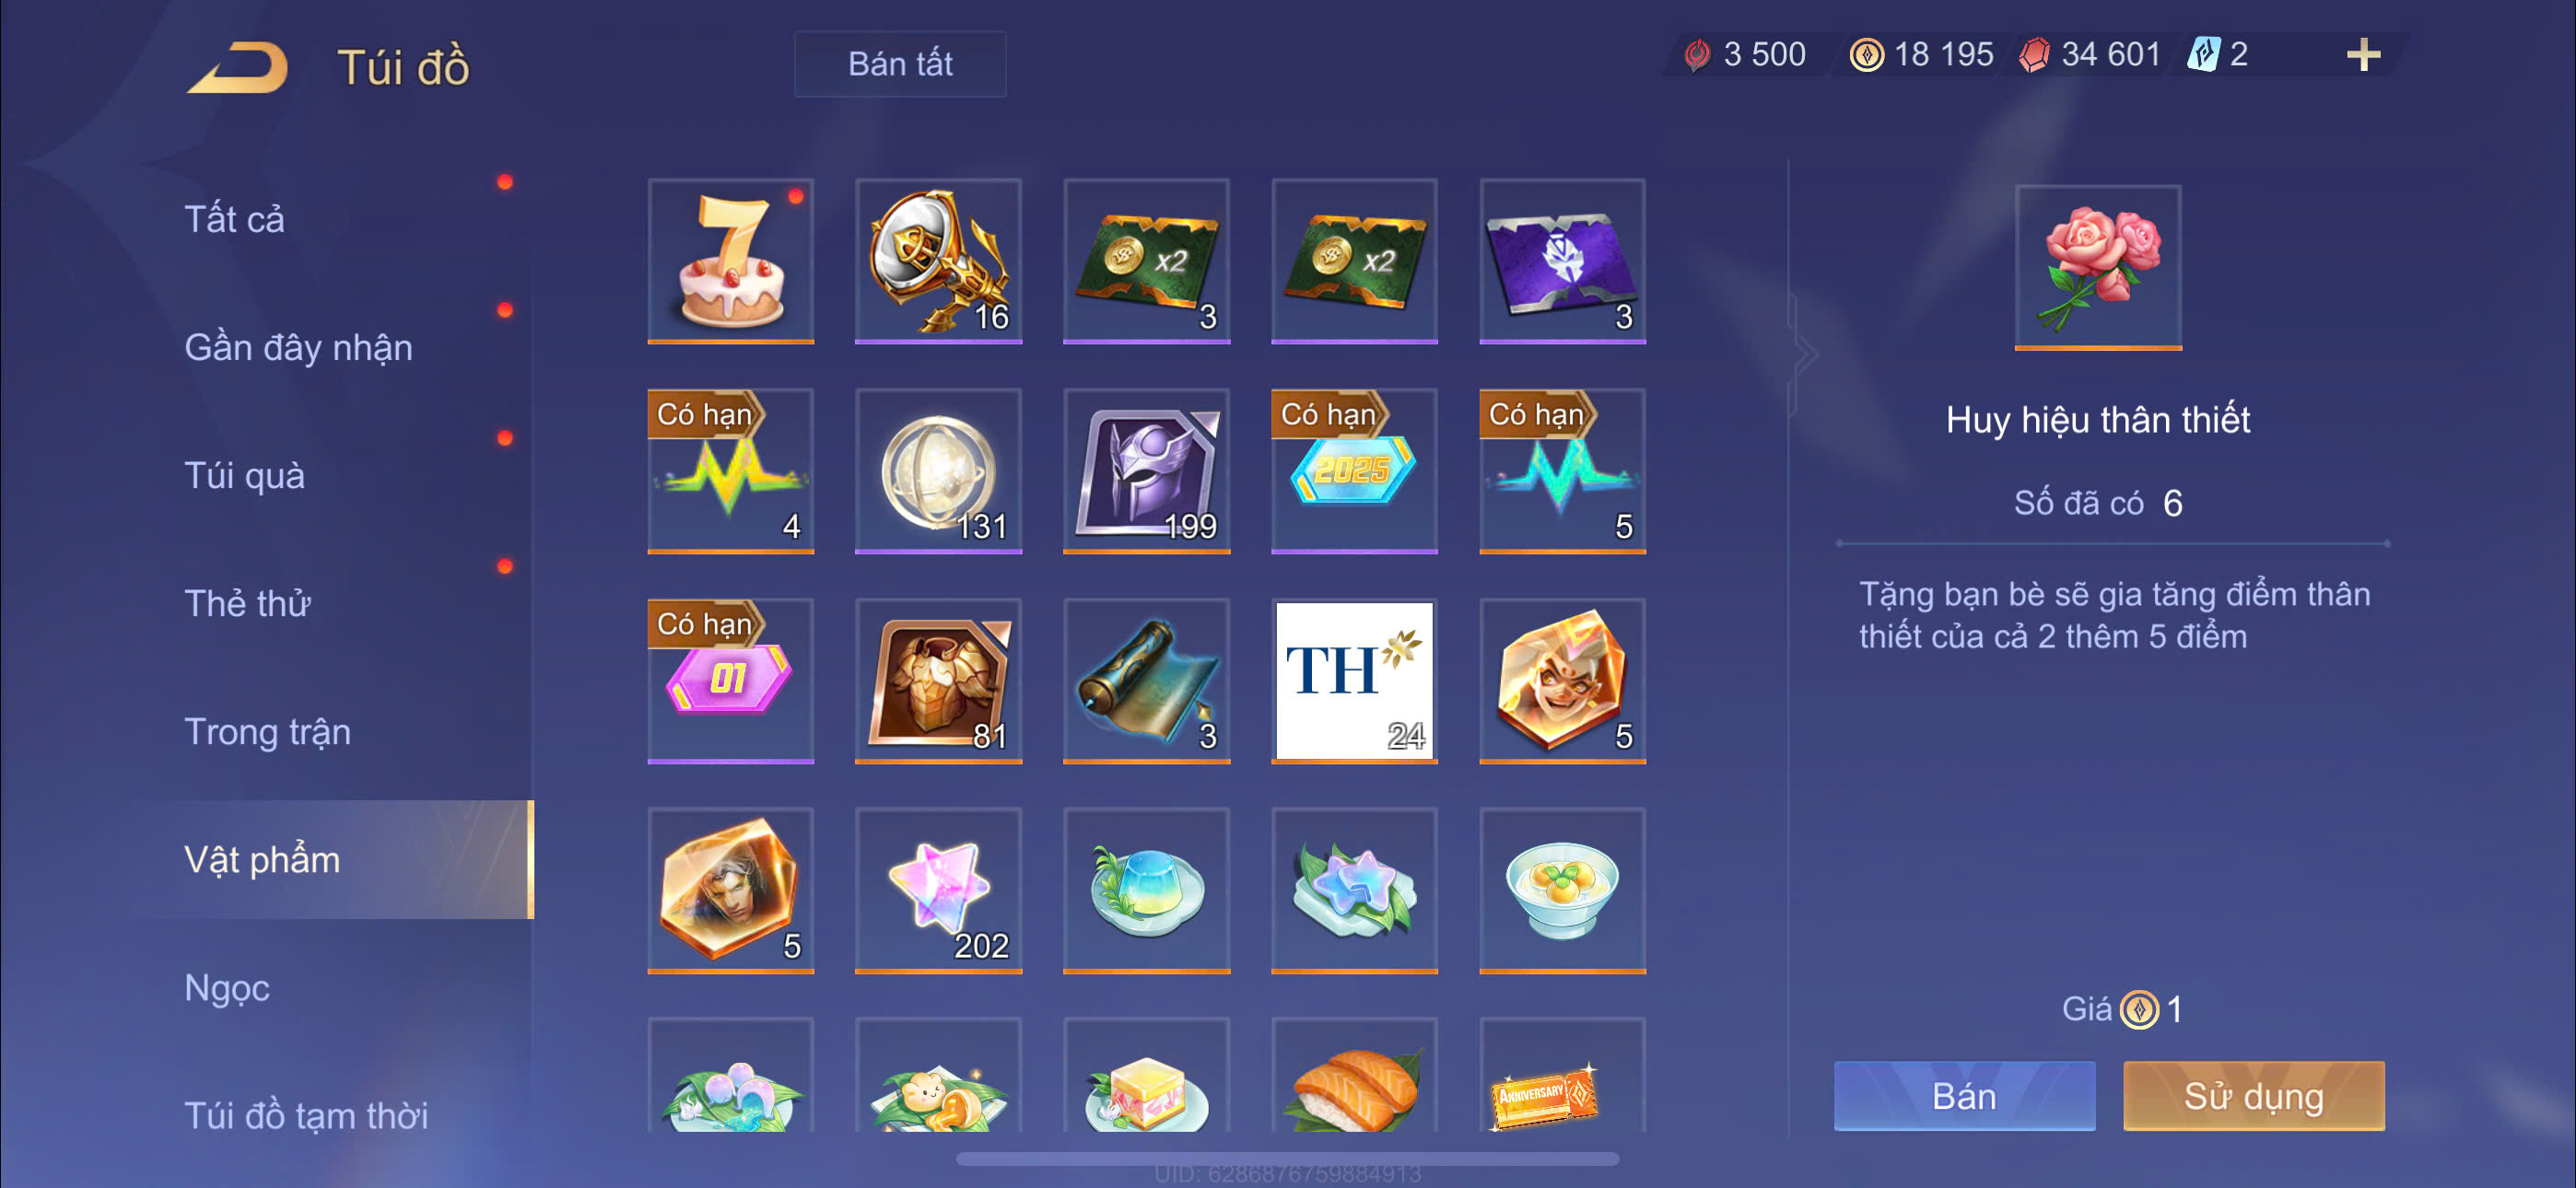 Túi đồ
Bán tất
3 500
18 195
34 601
2
Tất cả
Gần đây nhận
Túi quà
Thẻ thử
Trong trận
Vật phẩm
Ngọc
Túi đồ tạm thời
7
16
x2
3
x2
3
Có hạn
4
131
199
Có hạn
2025
Có hạn
5
Có hạn
01
81
3
TH
24
5
5
202
ANNIVERSARY
Huy hiệu thân thiết
Số đã có 6
Tặng bạn bè sẽ gia tăng điểm thân
thiết của cả 2 thêm 5 điểm
Giá 1
Bán
Sử dụng
UID: 6286876759884913